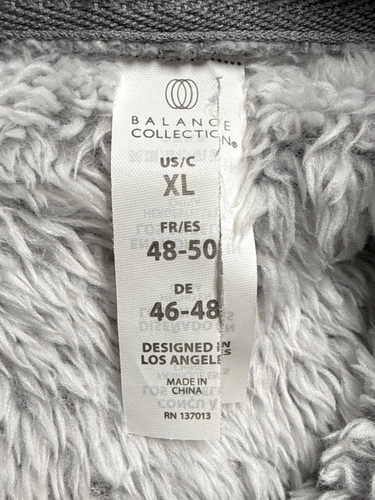 BALANCE
COLLECTION®
US/C
XL
FR/ES
48-50
DE
46-48
DESIGNED IN
LOS ANGELES
MADE IN
CHINA
RN 137013